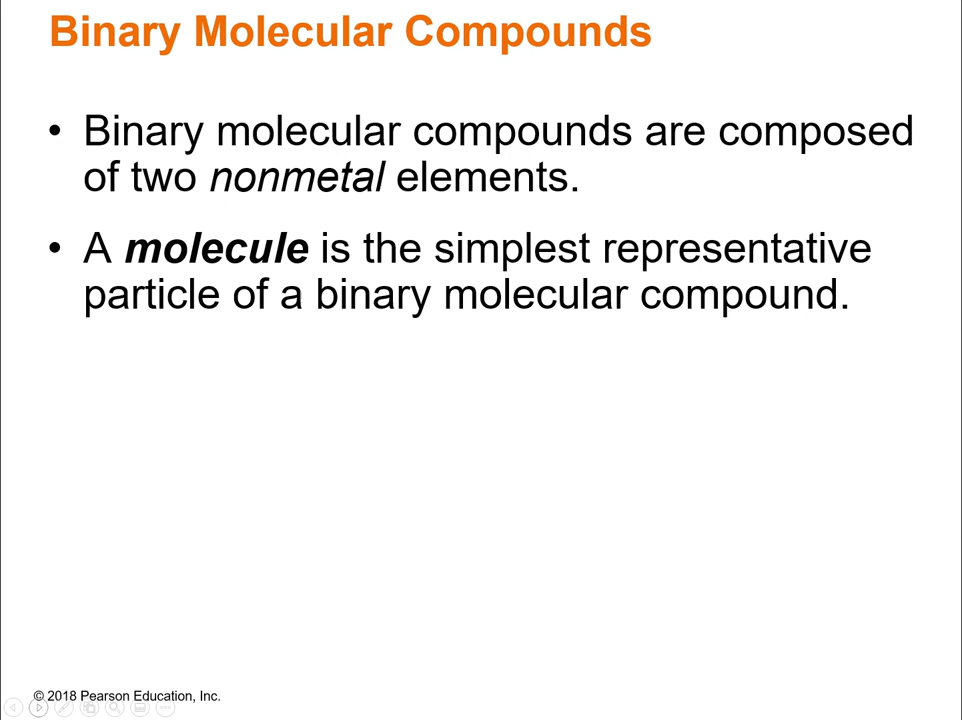 Binary Molecular Compounds
• Binary molecular compounds are composed
of two nonmetal elements.
• A molecule is the simplest representative
particle of a binary molecular compound.
© 2018 Pearson Education, Inc.